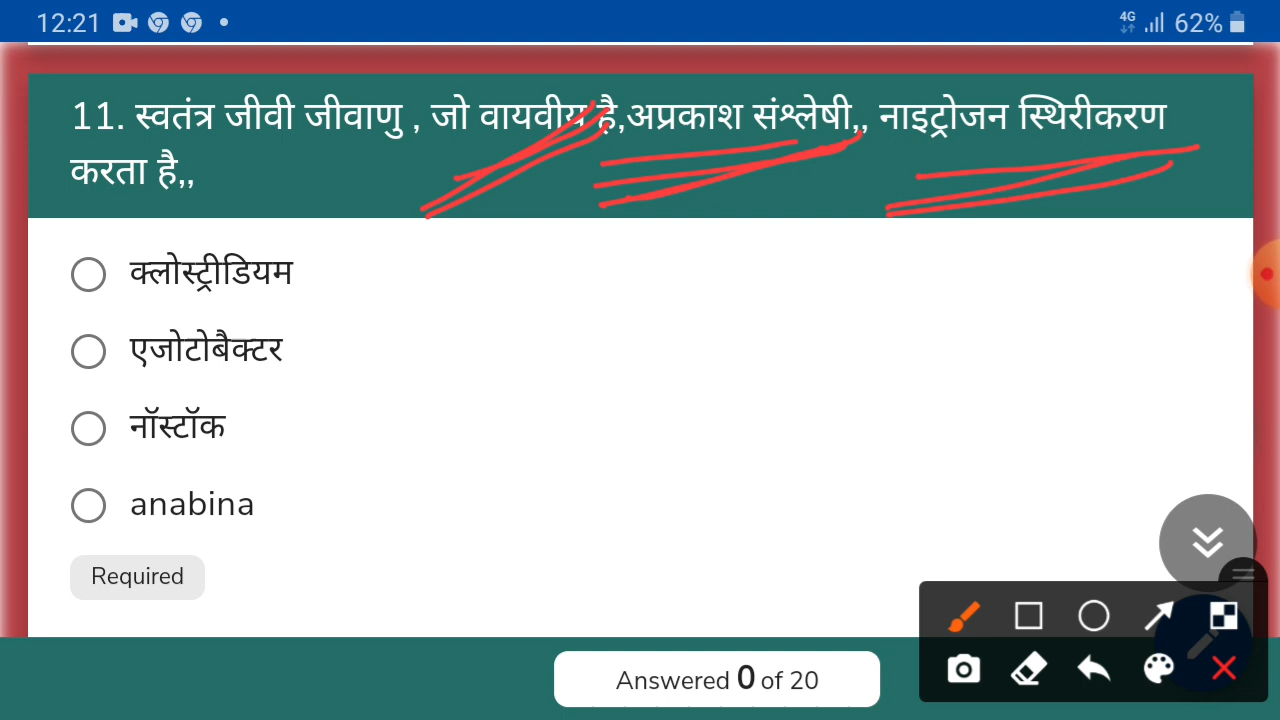 12:21 4G 62%
11. स्वतंत्र जीवी जीवाणु , जो वायवीय है,अप्रकाश संश्लेषी,, नाइट्रोजन स्थिरीकरण
करता है,,
क्लोस्ट्रीडियम
एजोटोबैक्टर
नॉस्टॉक
anabina
Required
Answered 0 of 20